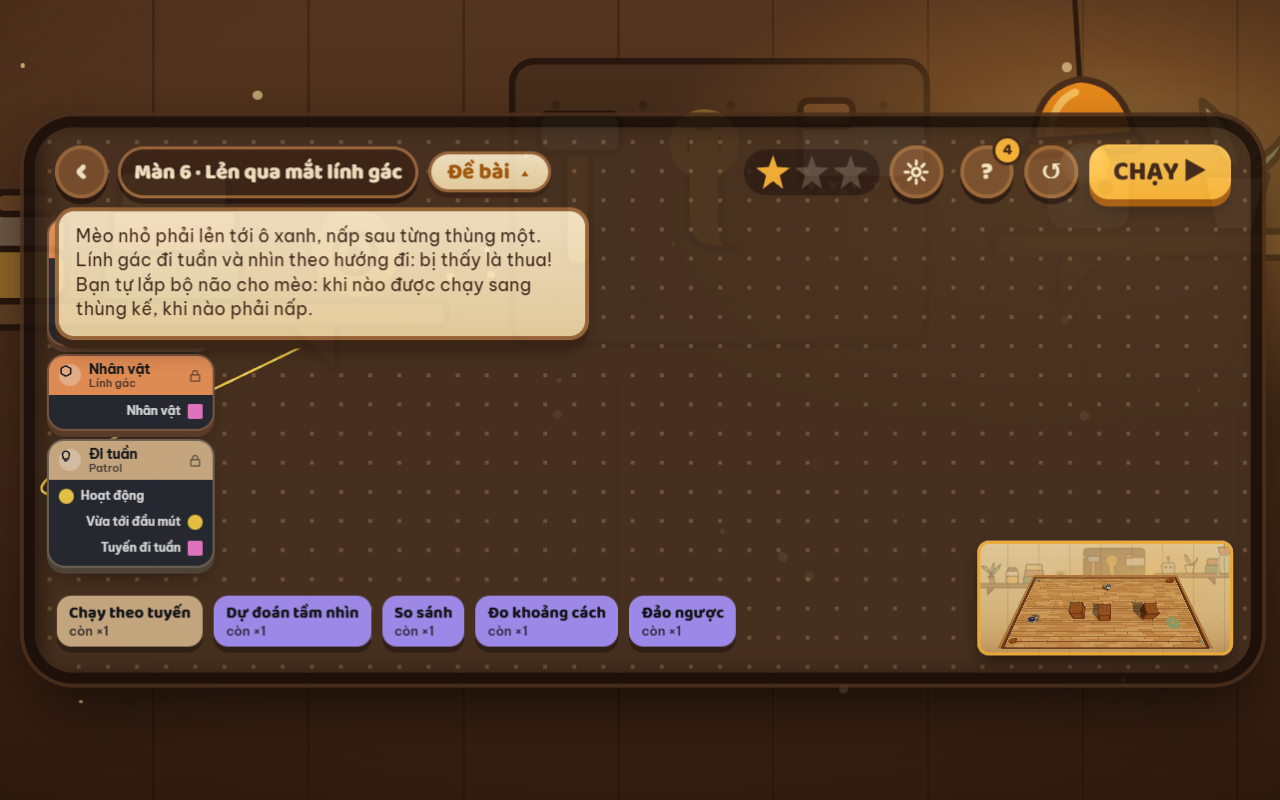 Màn 6 · Lẻn qua mắt lính gác
Đề bài
4
?
CHẠY
Mèo nhỏ phải lẻn tới ô xanh, nấp sau từng thùng một.
Lính gác đi tuần và nhìn theo hướng đi: bị thấy là thua!
Bạn tự lắp bộ não cho mèo: khi nào được chạy sang
thùng kế, khi nào phải nấp.
Nhân vật
Lính gác
Nhân vật
Đi tuần
Patrol
Hoạt động
Vừa tới đầu mút
Tuyến đi tuần
Chạy theo tuyến
còn ×1
Dự đoán tầm nhìn
còn ×1
So sánh
còn ×1
Đo khoảng cách
còn ×1
Đảo ngược
còn ×1